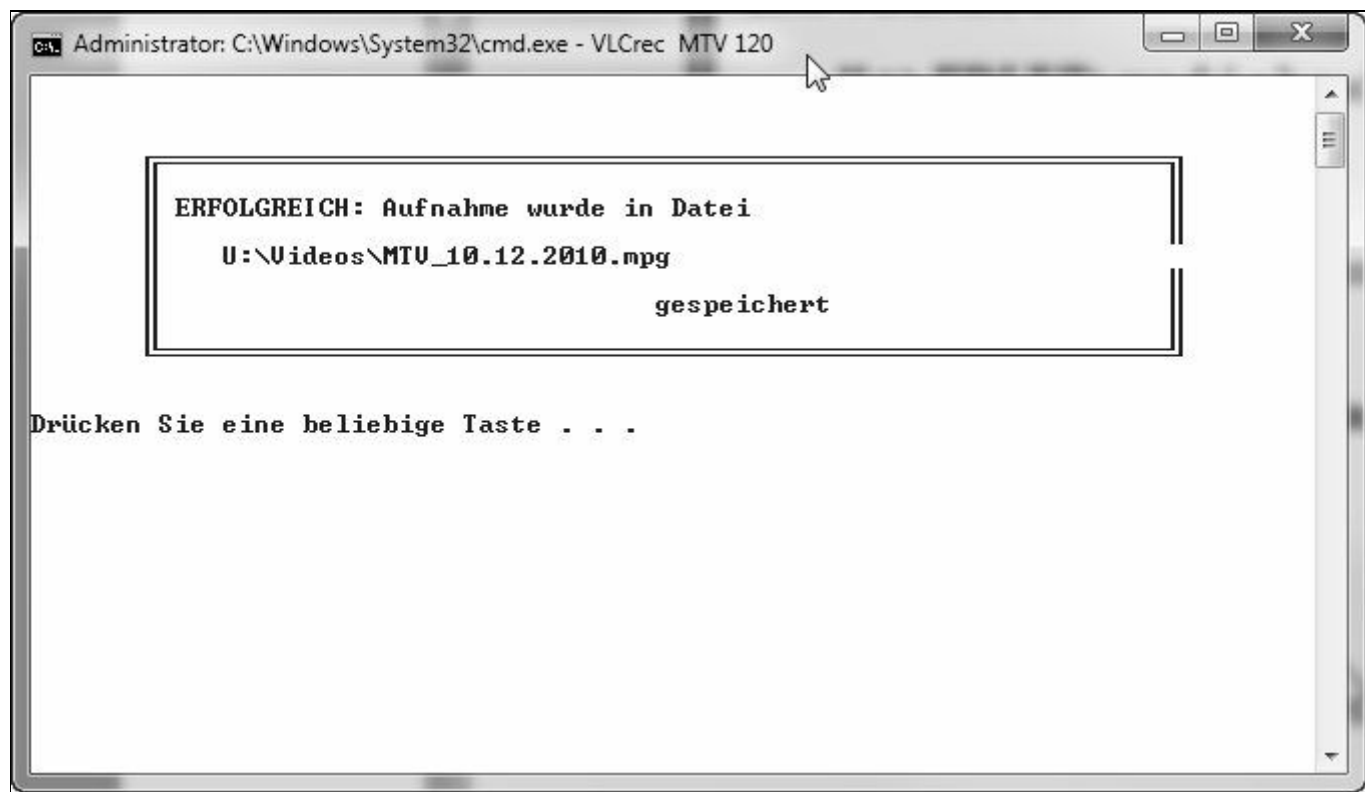 Administrator: C:\Windows\System32\cmd.exe - VLCrec MTV 120
ERFOLGREICH: Aufnahme wurde in Datei
U:\Videos\MTV_10.12.2010.mpg
gespeichert
Drücken Sie eine beliebige Taste . . .